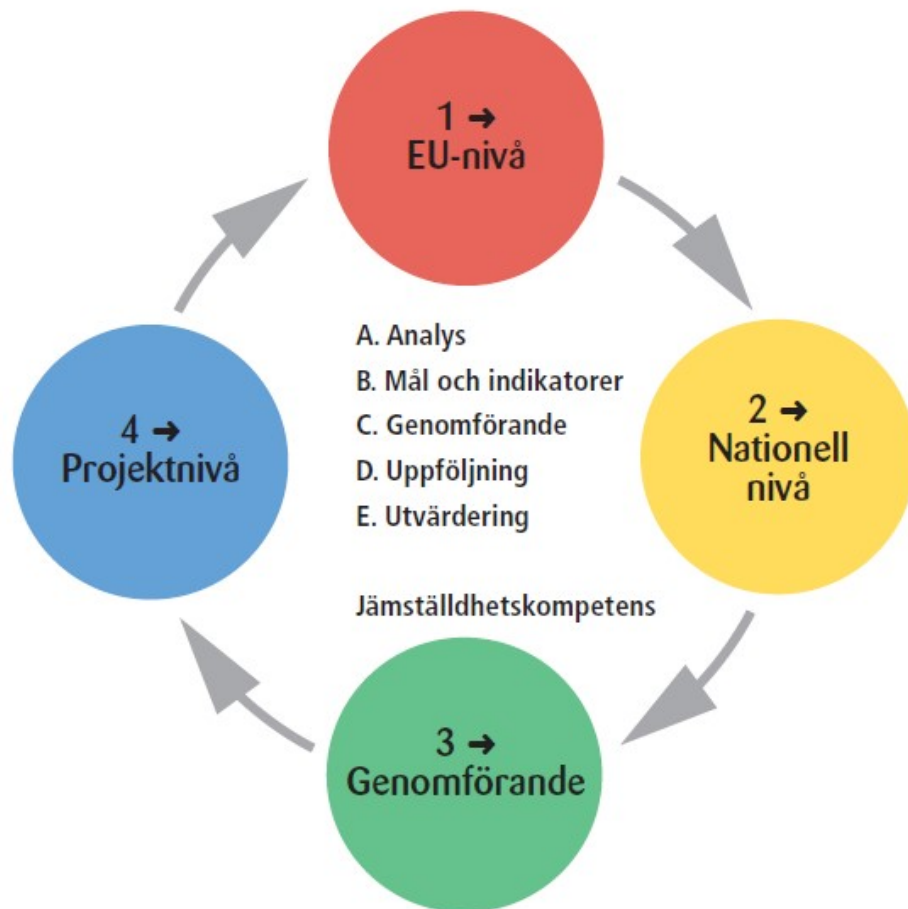 1 ➔
EU-nivå
A. Analys
B. Mål och indikatorer
C. Genomförande
D. Uppföljning
E. Utvärdering
Jämställdhetskompetens
2 ➔
Nationell
nivå
3 ➔
Genomförande
4 ➔
Projektnivå